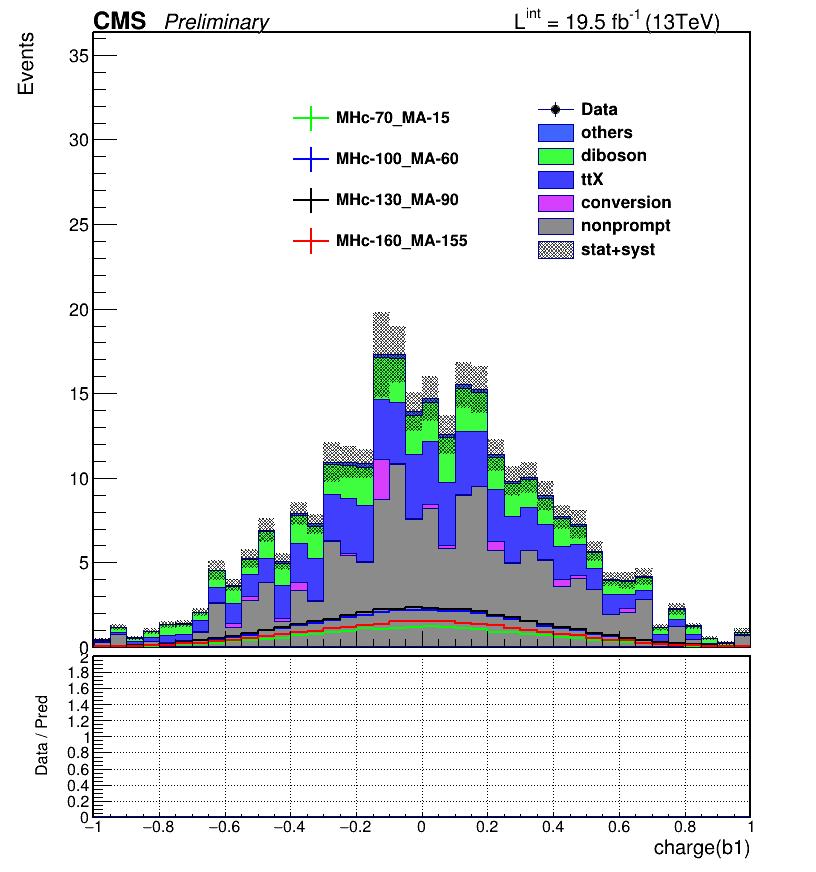 CMS Preliminary L^int = 19.5 fb^-1 (13TeV)
Events
35
30
25
20
15
10
5
0
MHc-70_MA-15
MHc-100_MA-60
MHc-130_MA-90
MHc-160_MA-155
Data
others
diboson
ttX
conversion
nonprompt
stat+syst
Data / Pred
2
1.8
1.6
1.4
1.2
1
0.8
0.6
0.4
0.2
0
−1 −0.8 −0.6 −0.4 −0.2 0 0.2 0.4 0.6 0.8 1
charge(b1)